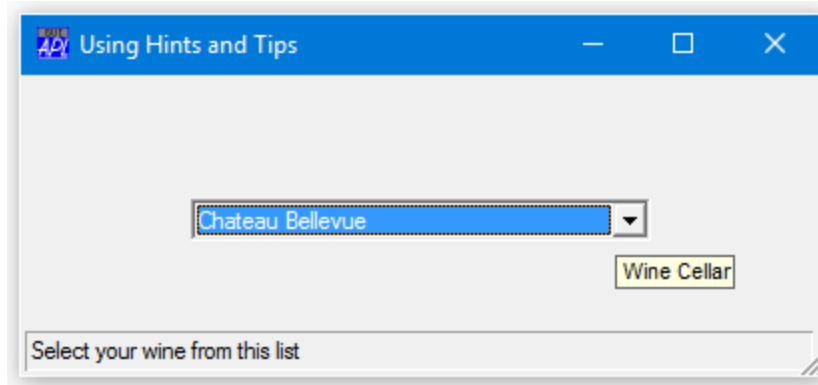 Using Hints and Tips
Chateau Bellevue
Wine Cellar
Select your wine from this list